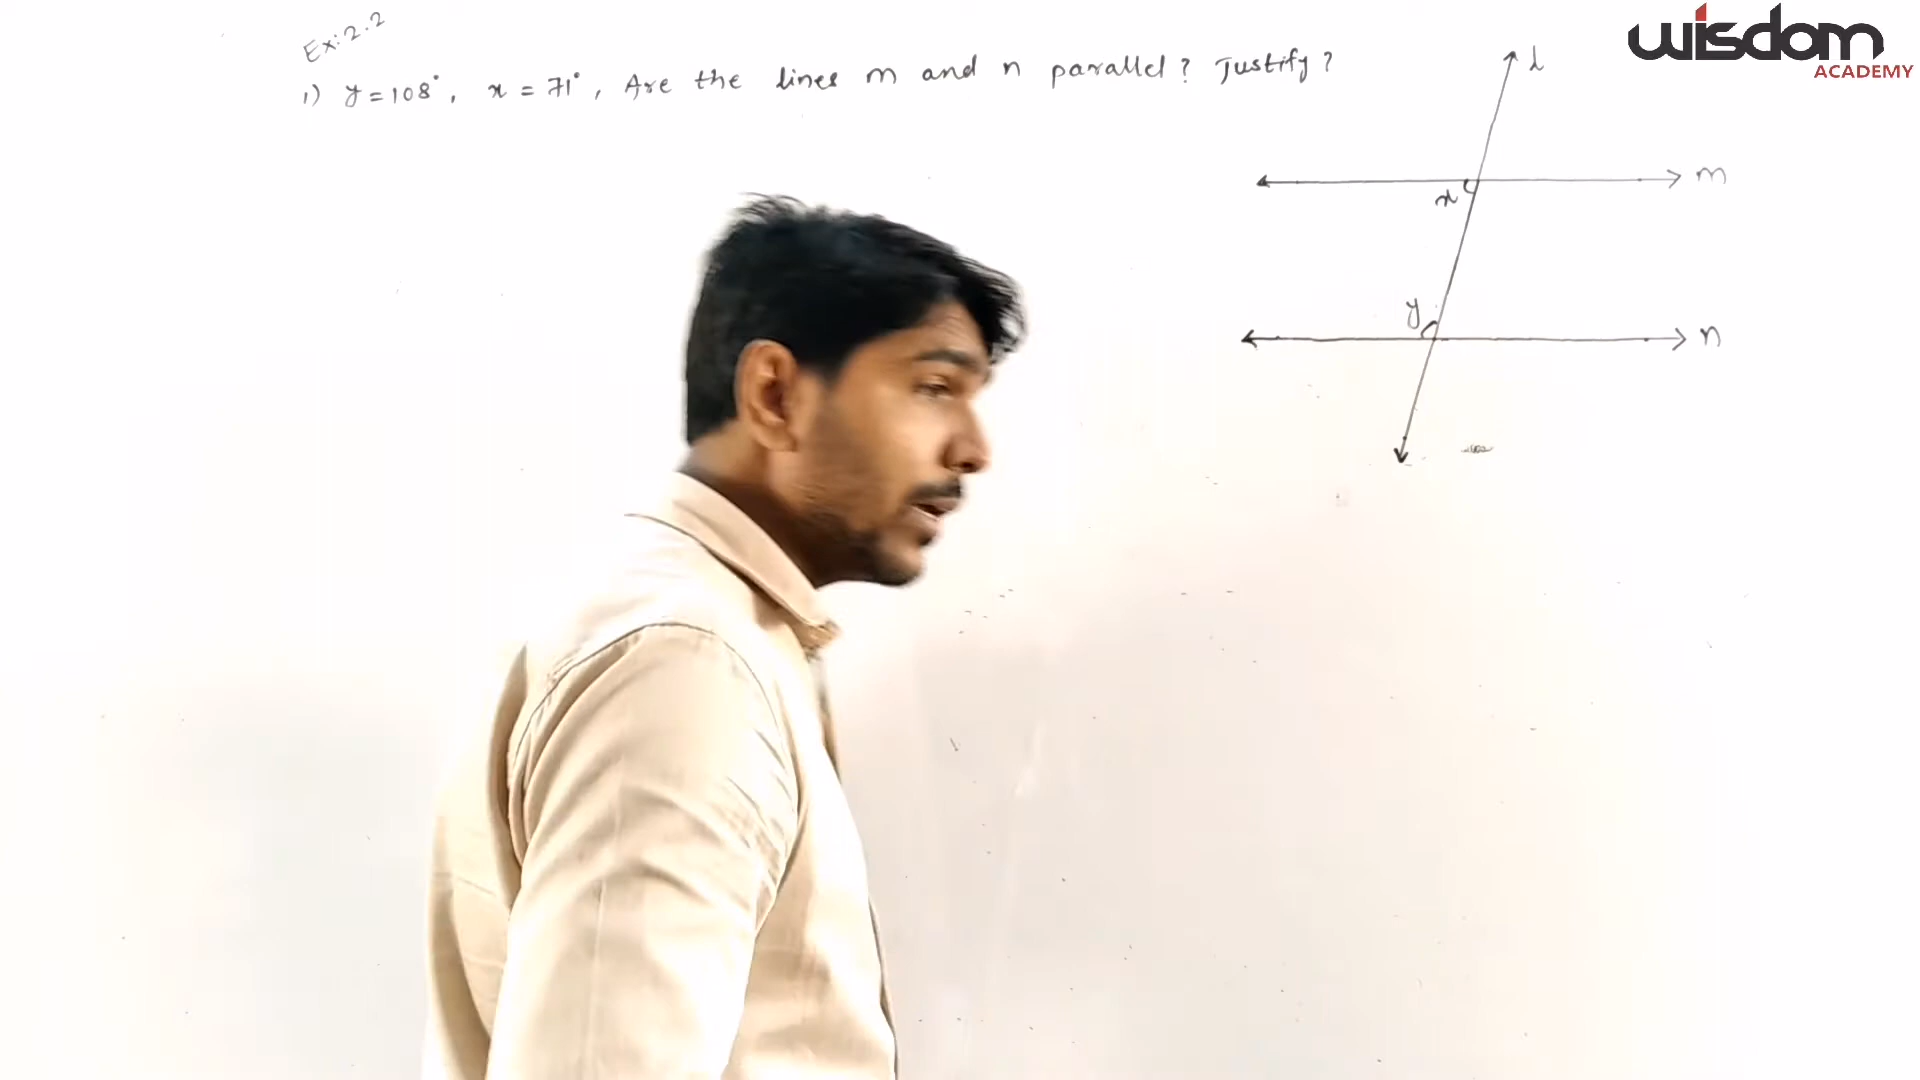 Ex: 2.2
1) y = 108°, x = 71°, Are the lines m and n parallel? Justify?
l
m
x
y
n
wisdom
ACADEMY